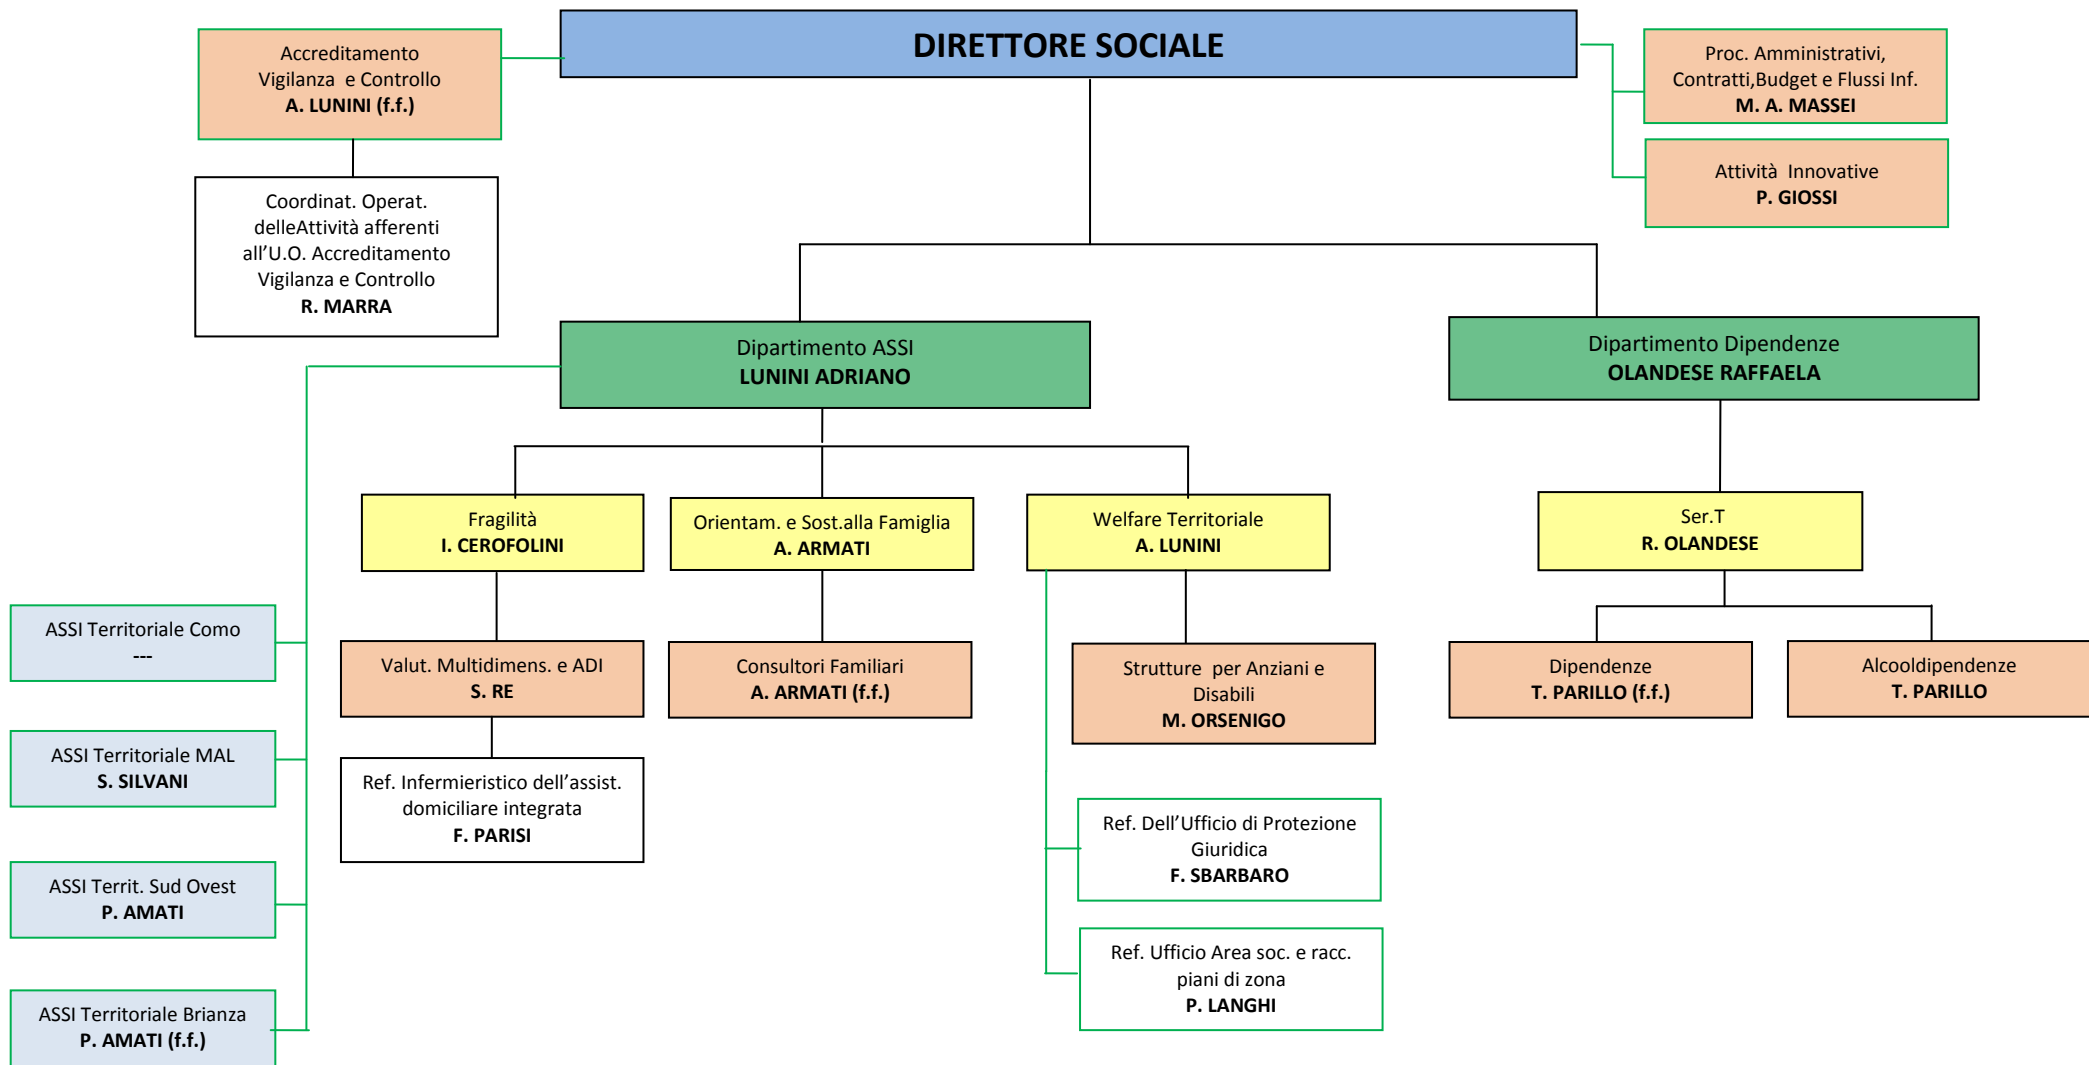 DIRETTORE SOCIALE
Accreditamento
Vigilanza e Controllo
A. LUNINI (f.f.)
Proc. Amministrativi,
Contratti,Budget e Flussi Inf.
M. A. MASSEI
Attività Innovative
P. GIOSSI
Coordinat. Operat.
delleAttività afferenti
all’U.O. Accreditamento
Vigilanza e Controllo
R. MARRA
Dipartimento ASSI
LUNINI ADRIANO
Dipartimento Dipendenze
OLANDESE RAFFAELA
Fragilità
I. CEROFOLINI
Orientam. e Sost.alla Famiglia
A. ARMATI
Welfare Territoriale
A. LUNINI
Ser.T
R. OLANDESE
ASSI Territoriale Como
---
Valut. Multidimens. e ADI
S. RE
Consultori Familiari
A. ARMATI (f.f.)
Strutture per Anziani e
Disabili
M. ORSENIGO
Dipendenze
T. PARILLO (f.f.)
Alcooldipendenze
T. PARILLO
ASSI Territoriale MAL
S. SILVANI
Ref. Infermieristico dell’assist.
domiciliare integrata
F. PARISI
Ref. Dell’Ufficio di Protezione
Giuridica
F. SBARBARO
ASSI Territ. Sud Ovest
P. AMATI
Ref. Ufficio Area soc. e racc.
piani di zona
P. LANGHI
ASSI Territoriale Brianza
P. AMATI (f.f.)